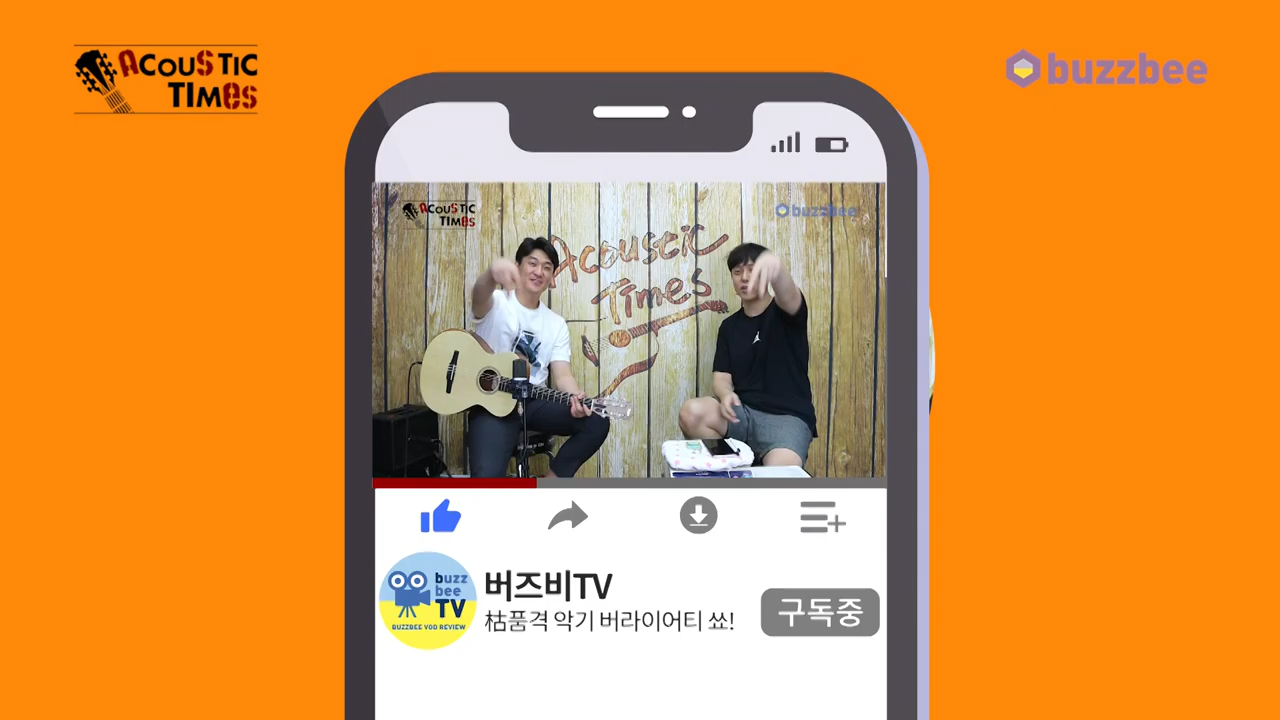 ACOUSTIC
TIMES
buzzbee
ACOUSTIC
TIMES
buzzbee
Acoustic
Times
buzz
bee
TV
BUZZBEE VOD REVIEW
버즈비TV
枯품격 악기 버라이어티 쑈!
구독중